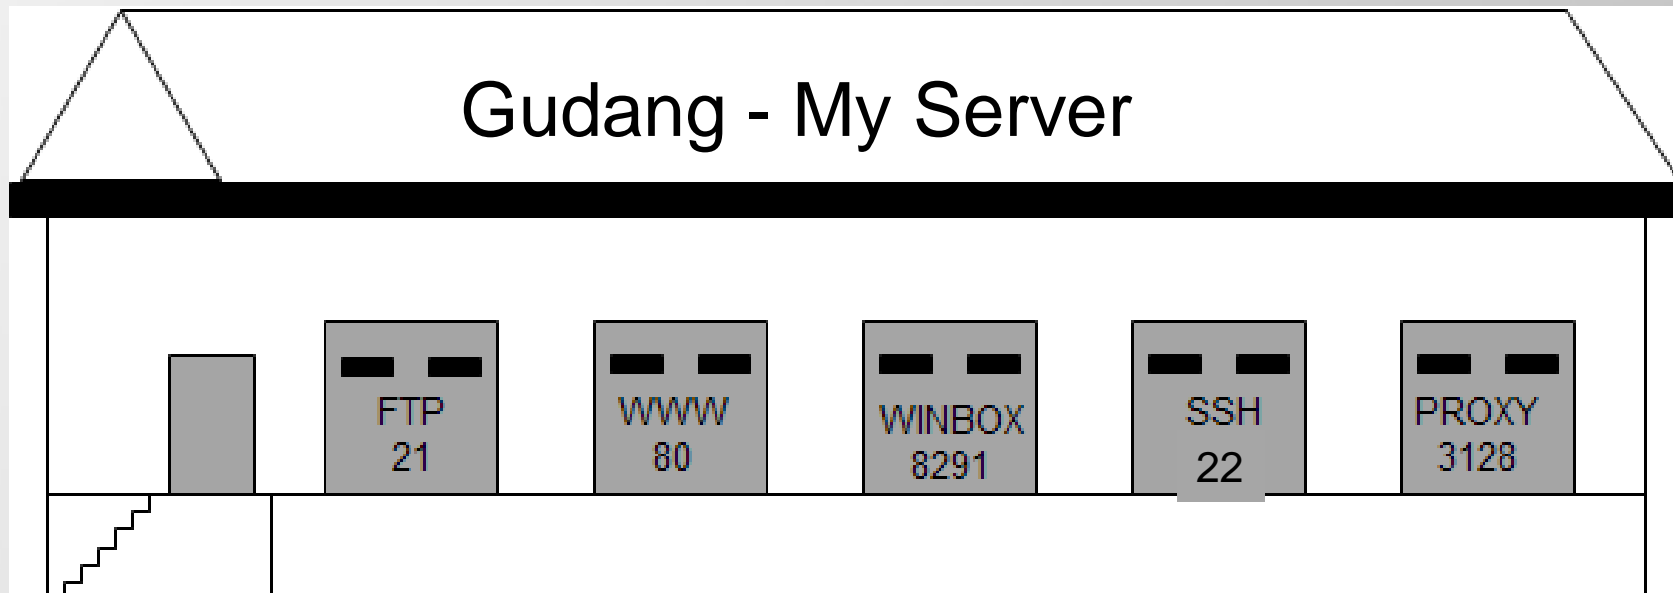 Gudang - My Server
FTP
21
WWW
80
WINBOX
8291
SSH
22
PROXY
3128